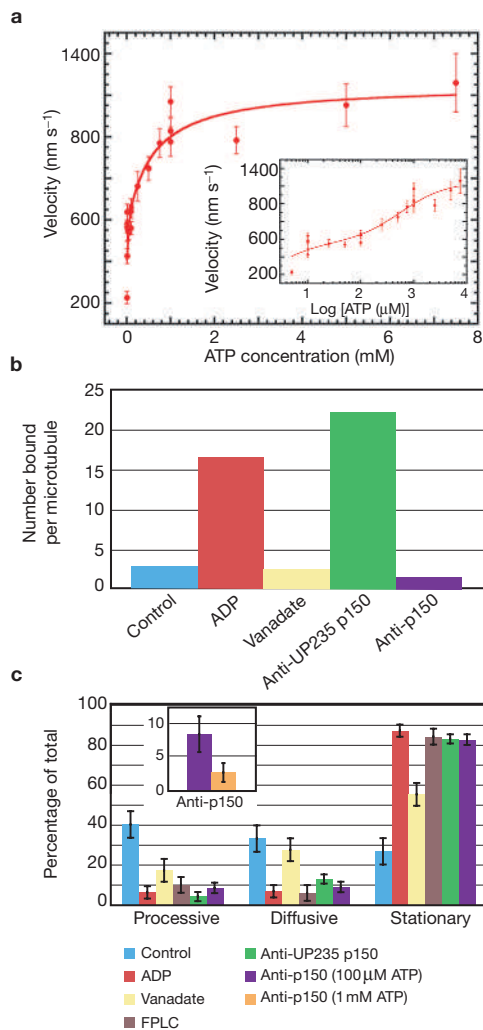 a
1400
1000
600
200
Velocity (nm s⁻¹)
0 2 4 6 8
ATP concentration (mM)
1400
1000
600
200
Velocity (nm s⁻¹)
0 1 2 3 4
Log [ATP (µM)]
b
25
20
15
10
5
0
Number bound
per microtubule
Control
ADP
Vanadate
Anti-UP235 p150
Anti-p150
c
100
80
60
40
20
0
Percentage of total
10
5
0
Anti-p150
Processive Diffusive Stationary
Control
ADP
Vanadate
FPLC
Anti-UP235 p150
Anti-p150 (100 µM ATP)
Anti-p150 (1 mM ATP)